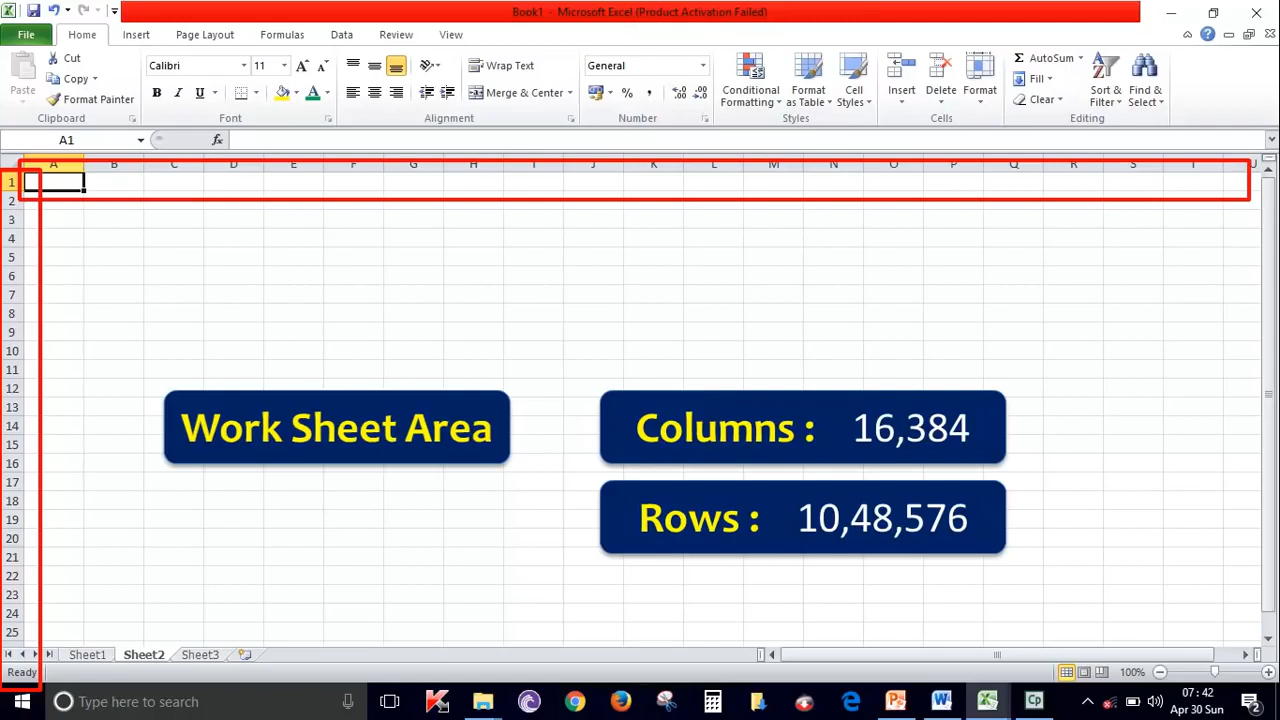 Book1 - Microsoft Excel (Product Activation Failed)
File Home Insert Page Layout Formulas Data Review View
Cut
Copy
Format Painter
Paste
Clipboard
Calibri 11
B I U
Font
Wrap Text
Merge & Center
Alignment
General
%
Number
Conditional Formatting
Format as Table
Cell Styles
Styles
Insert Delete Format
Cells
Σ AutoSum
Fill
Clear
Sort & Filter
Find & Select
Editing
A1 fx
A B C D E F G H I J K L M N O P Q R S T U
1
2
3
4
5
6
7
8
9
10
11
12
13
14
15
16
17
18
19
20
21
22
23
24
25
Work Sheet Area
Columns : 16,384
Rows : 10,48,576
Sheet1 Sheet2 Sheet3
Ready 100%
Type here to search
07:42
Apr 30 Sun
2